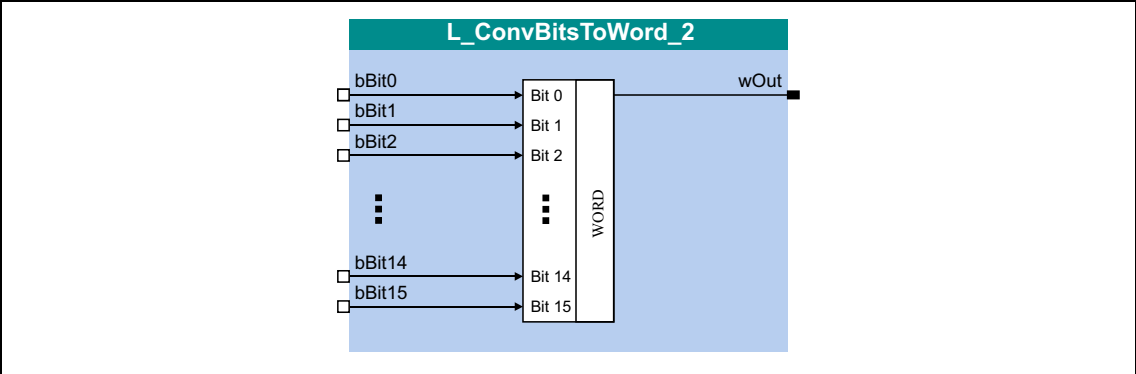 L_ConvBitsToWord_2
bBit0
wOut
Bit 0
bBit1
Bit 1
bBit2
Bit 2
WORD
bBit14
Bit 14
bBit15
Bit 15